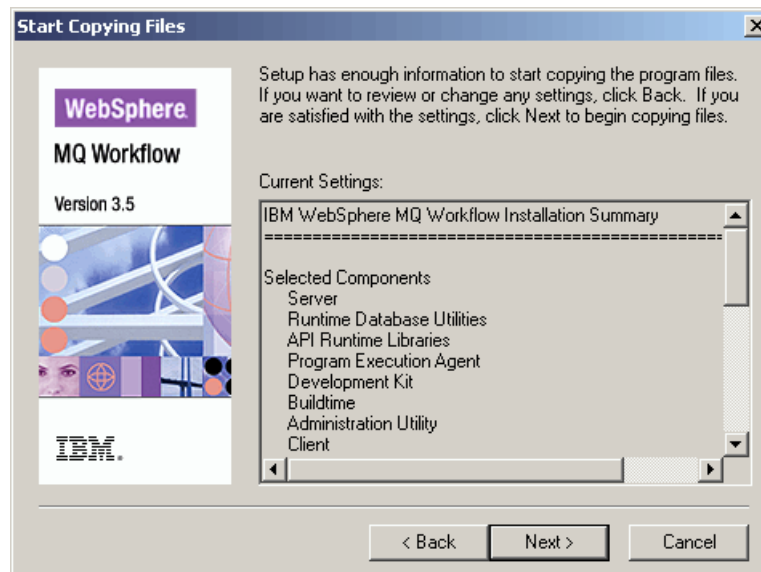 Start Copying Files
WebSphere.
MQ Workflow
Version 3.5
IBM.
Setup has enough information to start copying the program files.
If you want to review or change any settings, click Back. If you
are satisfied with the settings, click Next to begin copying files.
Current Settings:
IBM WebSphere MQ Workflow Installation Summary
================================================
Selected Components
Server
Runtime Database Utilities
API Runtime Libraries
Program Execution Agent
Development Kit
Buildtime
Administration Utility
Client
< Back
Next >
Cancel